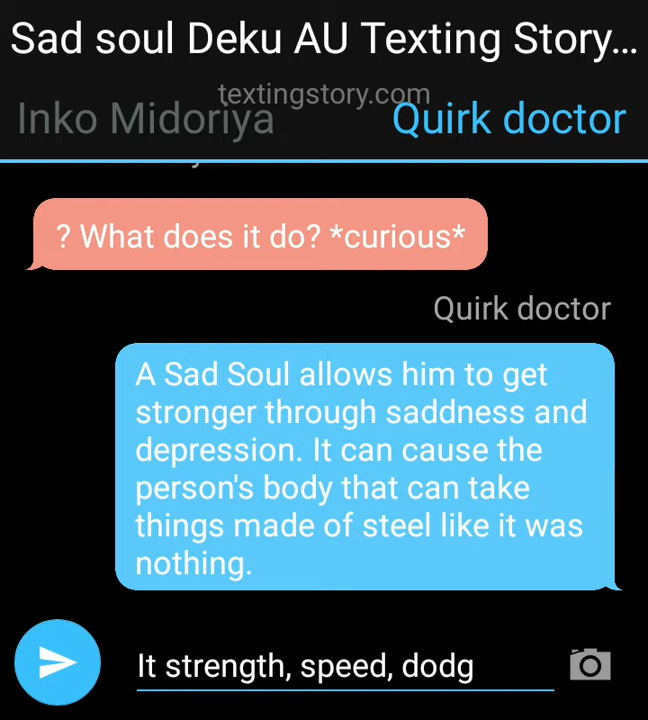 Sad soul Deku AU Texting Story...
textingstory.com
Inko Midoriya
Quirk doctor
? What does it do? *curious*
Quirk doctor
A Sad Soul allows him to get
stronger through saddness and
depression. It can cause the
person's body that can take
things made of steel like it was
nothing.
It strength, speed, dodg